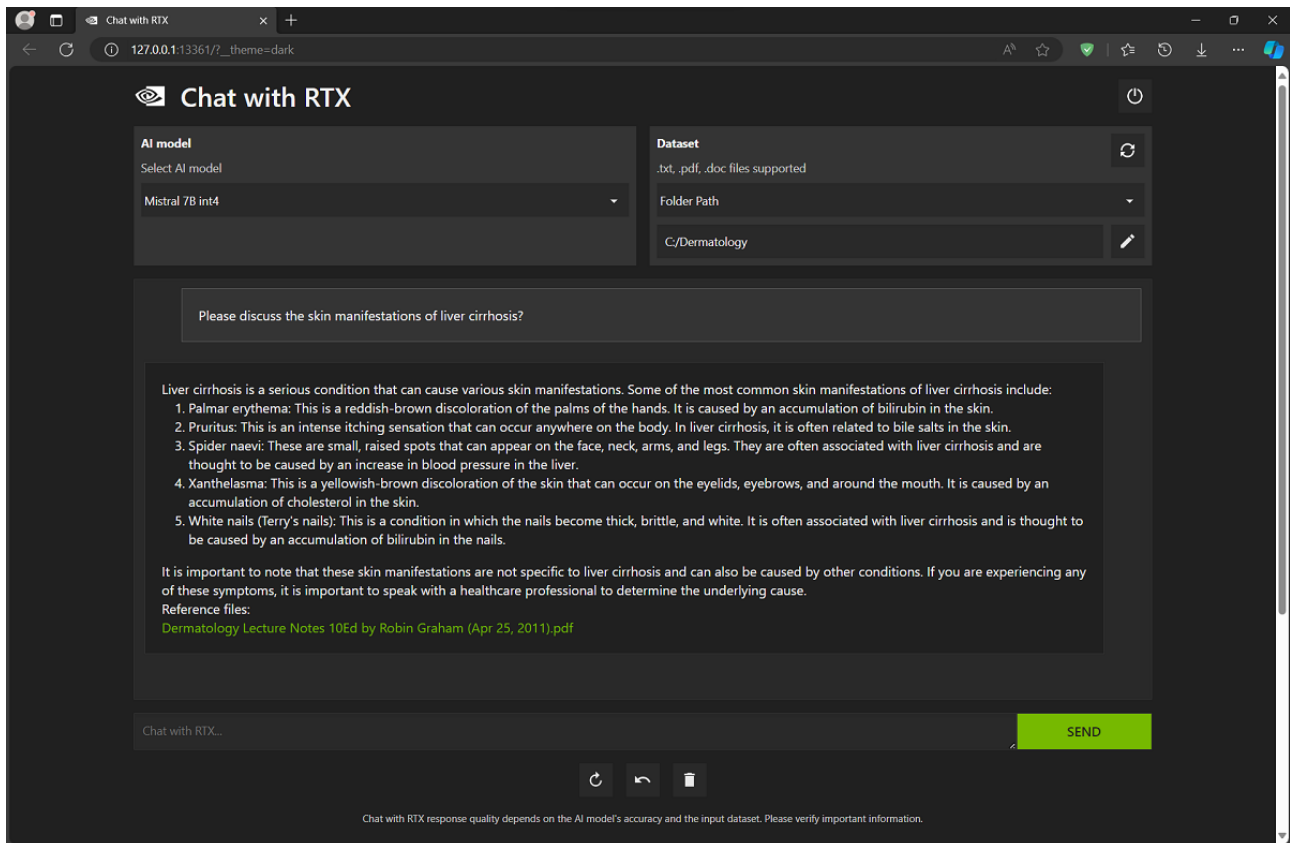 Chat with RTX
127.0.0.1:13361/?__theme=dark
Chat with RTX
AI model
Select AI model
Mistral 7B int4
Dataset
.txt, .pdf, .doc files supported
Folder Path
C:/Dermatology
Please discuss the skin manifestations of liver cirrhosis?
Liver cirrhosis is a serious condition that can cause various skin manifestations. Some of the most common skin manifestations of liver cirrhosis include:
1. Palmar erythema: This is a reddish-brown discoloration of the palms of the hands. It is caused by an accumulation of bilirubin in the skin.
2. Pruritus: This is an intense itching sensation that can occur anywhere on the body. In liver cirrhosis, it is often related to bile salts in the skin.
3. Spider naevi: These are small, raised spots that can appear on the face, neck, arms, and legs. They are often associated with liver cirrhosis and are
thought to be caused by an increase in blood pressure in the liver.
4. Xanthelasma: This is a yellowish-brown discoloration of the skin that can occur on the eyelids, eyebrows, and around the mouth. It is caused by an
accumulation of cholesterol in the skin.
5. White nails (Terry's nails): This is a condition in which the nails become thick, brittle, and white. It is often associated with liver cirrhosis and is thought to
be caused by an accumulation of bilirubin in the nails.
It is important to note that these skin manifestations are not specific to liver cirrhosis and can also be caused by other conditions. If you are experiencing any
of these symptoms, it is important to speak with a healthcare professional to determine the underlying cause.
Reference files:
Dermatology Lecture Notes 10Ed by Robin Graham (Apr 25, 2011).pdf
Chat with RTX...
SEND
Chat with RTX response quality depends on the AI model's accuracy and the input dataset. Please verify important information.